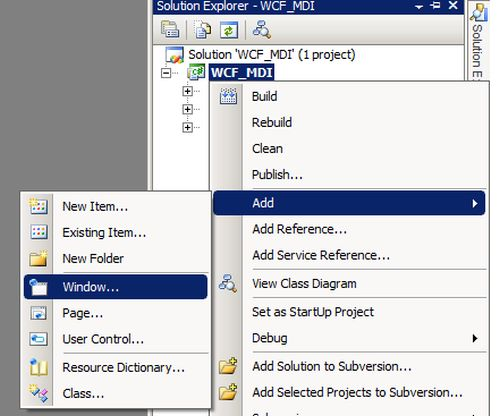 Solution Explorer - WCF_MDI
Solution 'WCF_MDI' (1 project)
WCF_MDI
Build
Rebuild
Clean
Publish...
Add
Add Reference...
Add Service Reference...
View Class Diagram
Set as StartUp Project
Debug
Add Solution to Subversion...
Add Selected Projects to Subversion...
New Item...
Existing Item...
New Folder
Window...
Page...
User Control...
Resource Dictionary...
Class...
Solution E